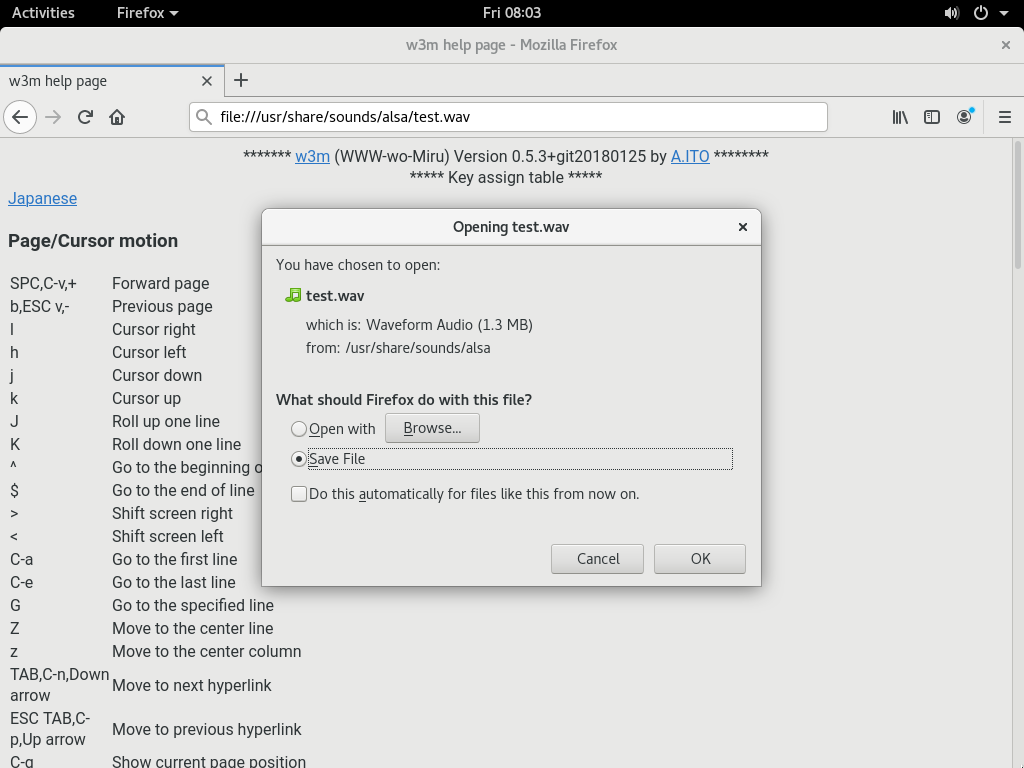 Activities Firefox Fri 08:03
w3m help page - Mozilla Firefox
w3m help page
file:///usr/share/sounds/alsa/test.wav
******* w3m (WWW-wo-Miru) Version 0.5.3+git20180125 by A.ITO ********
***** Key assign table *****
Japanese
Page/Cursor motion
SPC,C-v,+ Forward page
b,ESC v,- Previous page
l Cursor right
h Cursor left
j Cursor down
k Cursor up
J Roll up one line
K Roll down one line
^ Go to the beginning o
$ Go to the end of line
> Shift screen right
< Shift screen left
C-a Go to the first line
C-e Go to the last line
G Go to the specified line
Z Move to the center line
z Move to the center column
TAB,C-n,Down arrow Move to next hyperlink
ESC TAB,C-p,Up arrow Move to previous hyperlink
C-g Show current page position
Opening test.wav
You have chosen to open:
test.wav
which is: Waveform Audio (1.3 MB)
from: /usr/share/sounds/alsa
What should Firefox do with this file?
Open with Browse...
Save File
Do this automatically for files like this from now on.
Cancel OK